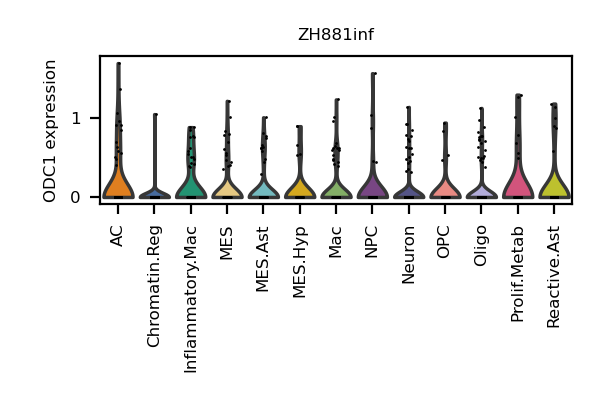 ZH881inf
ODC1 expression
1
0
AC
Chromatin.Reg
Inflammatory.Mac
MES
MES.Ast
MES.Hyp
Mac
NPC
Neuron
OPC
Oligo
Prolif.Metab
Reactive.Ast